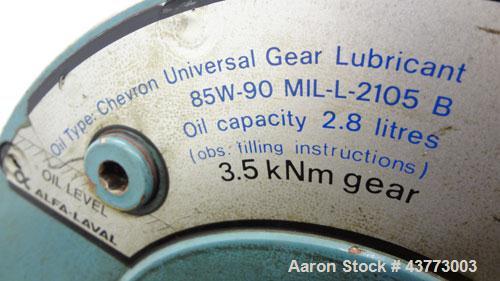 Oil Type: Chevron Universal Gear Lubricant
85W-90 MIL-L-2105 B
Oil capacity 2.8 litres
(obs: filling instructions)
3.5 kNm gear
OIL LEVEL
ALFA-LAVAL
Aaron Stock # 43773003